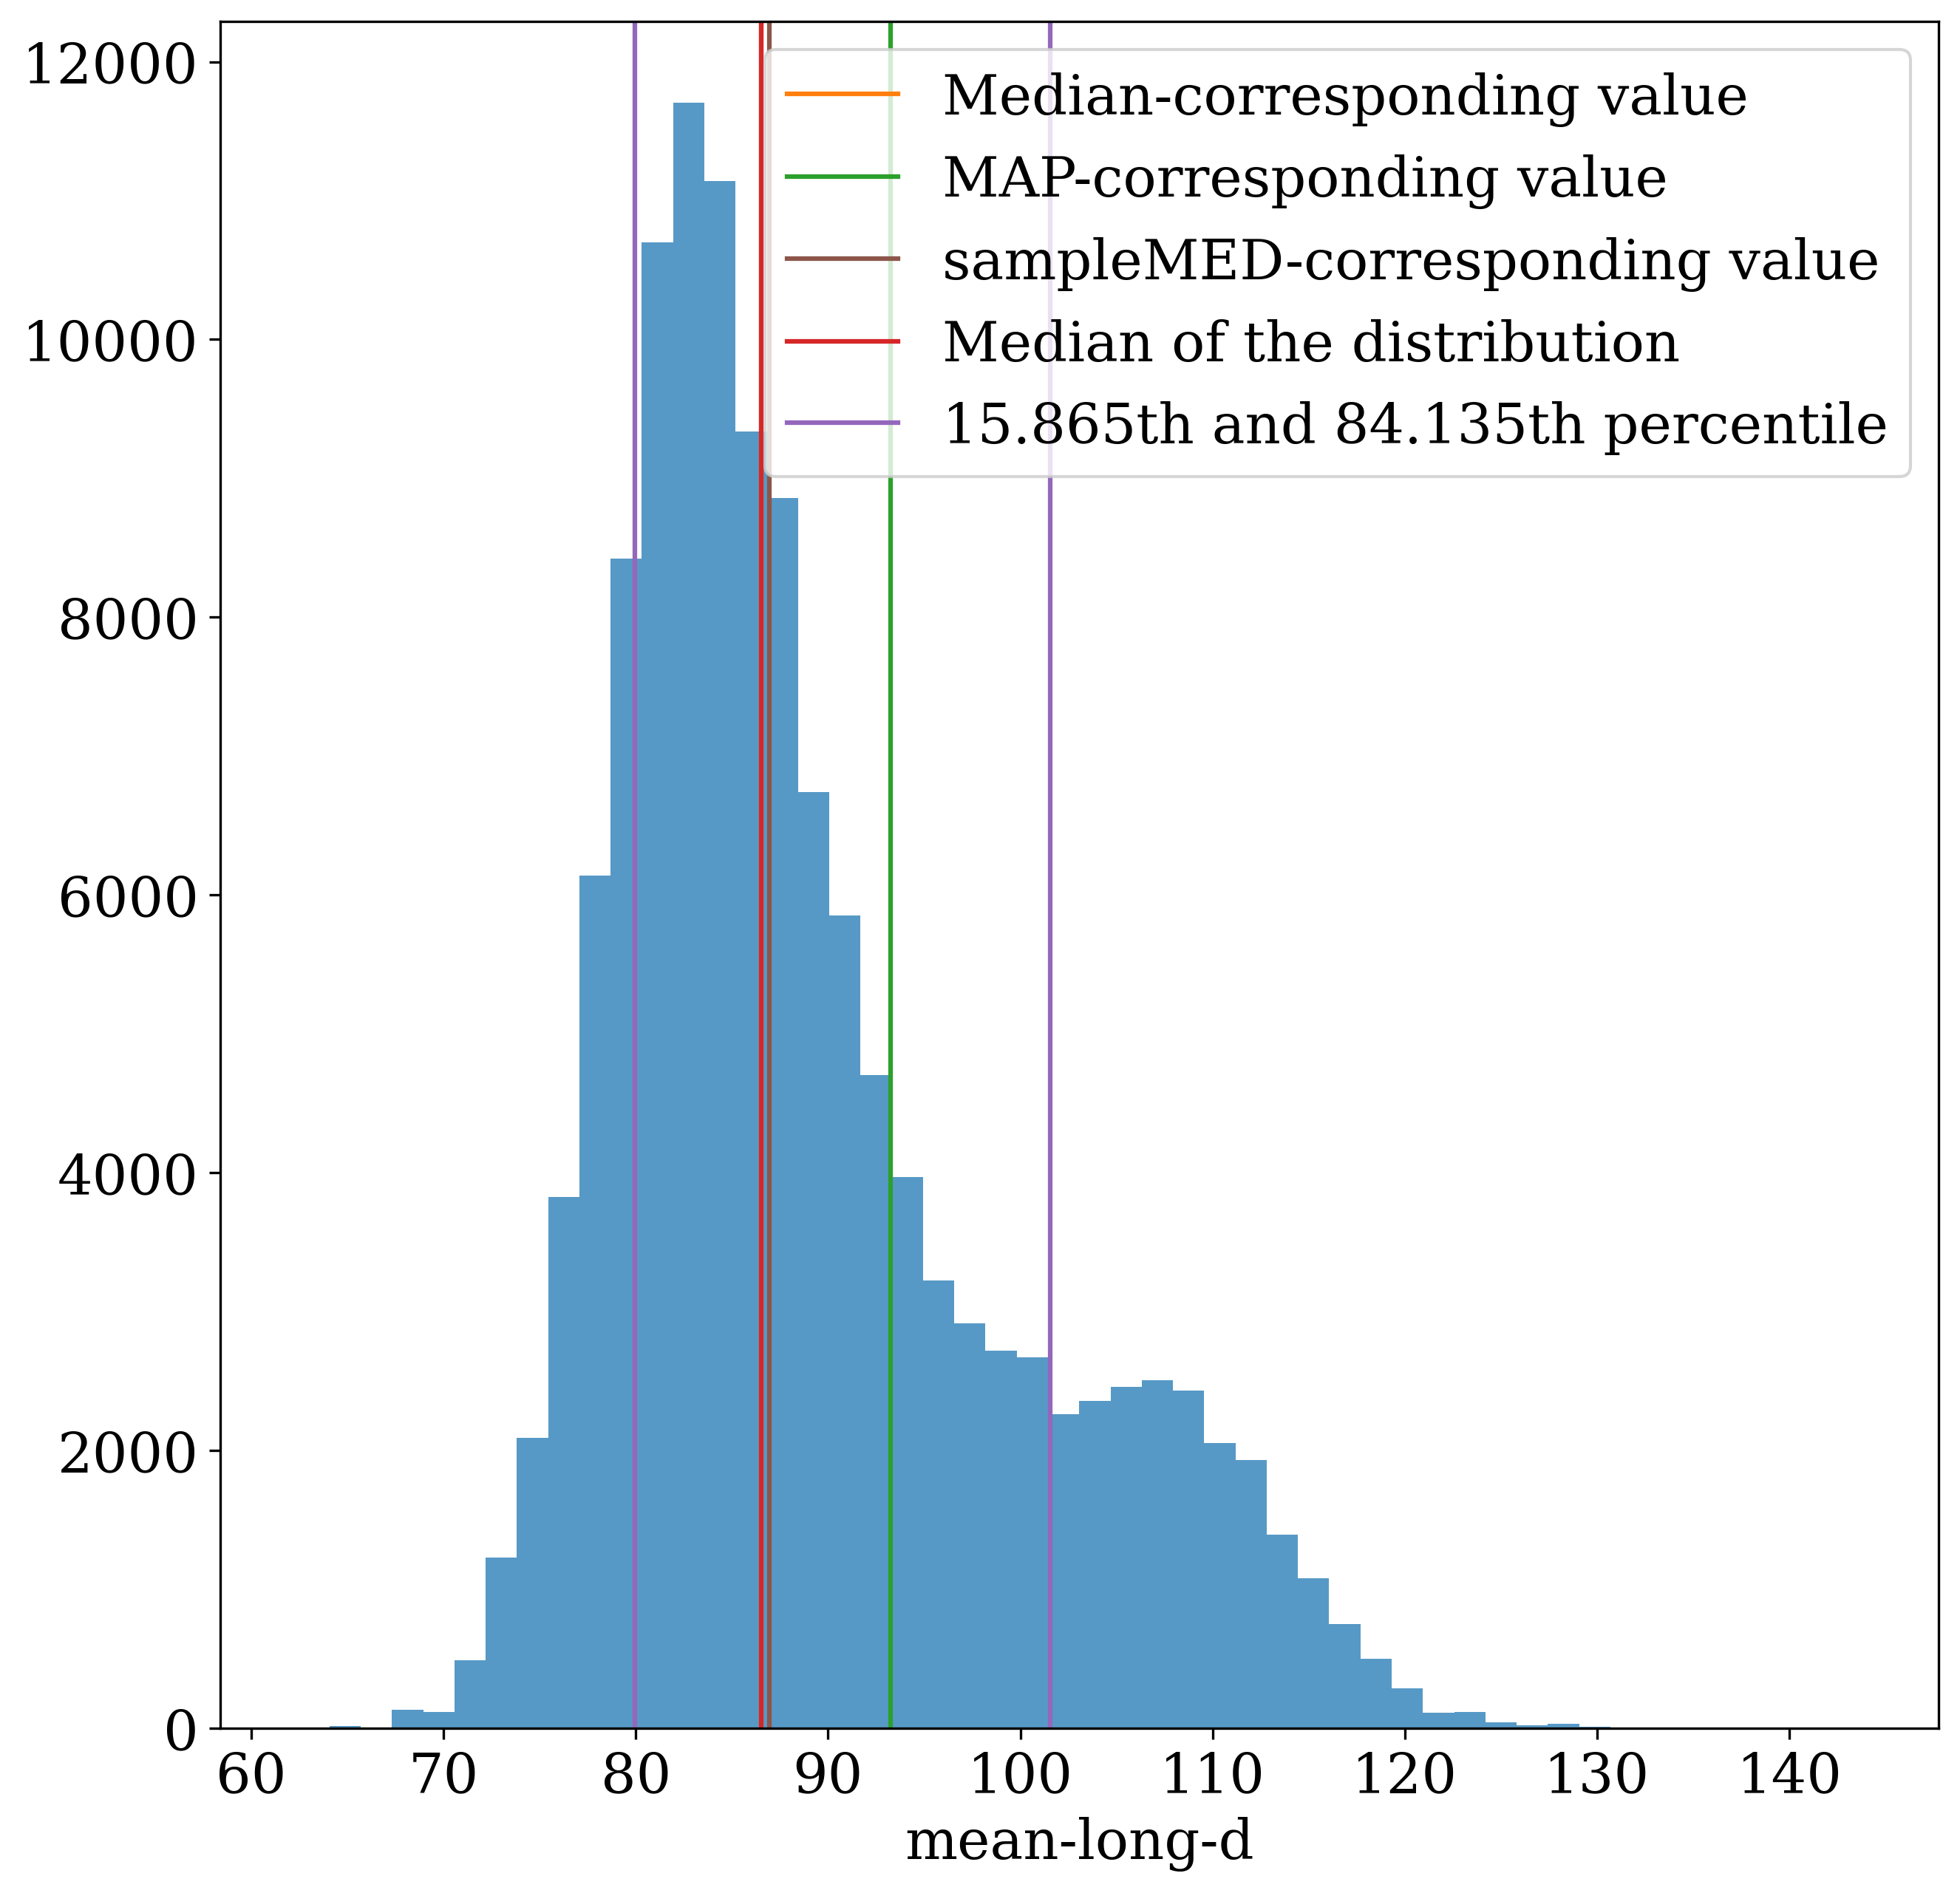 12000
10000
8000
6000
4000
2000
0
Median-corresponding value
MAP-corresponding value
sampleMED-corresponding value
Median of the distribution
15.865th and 84.135th percentile
60 70 80 90 100 110 120 130 140
mean-long-d